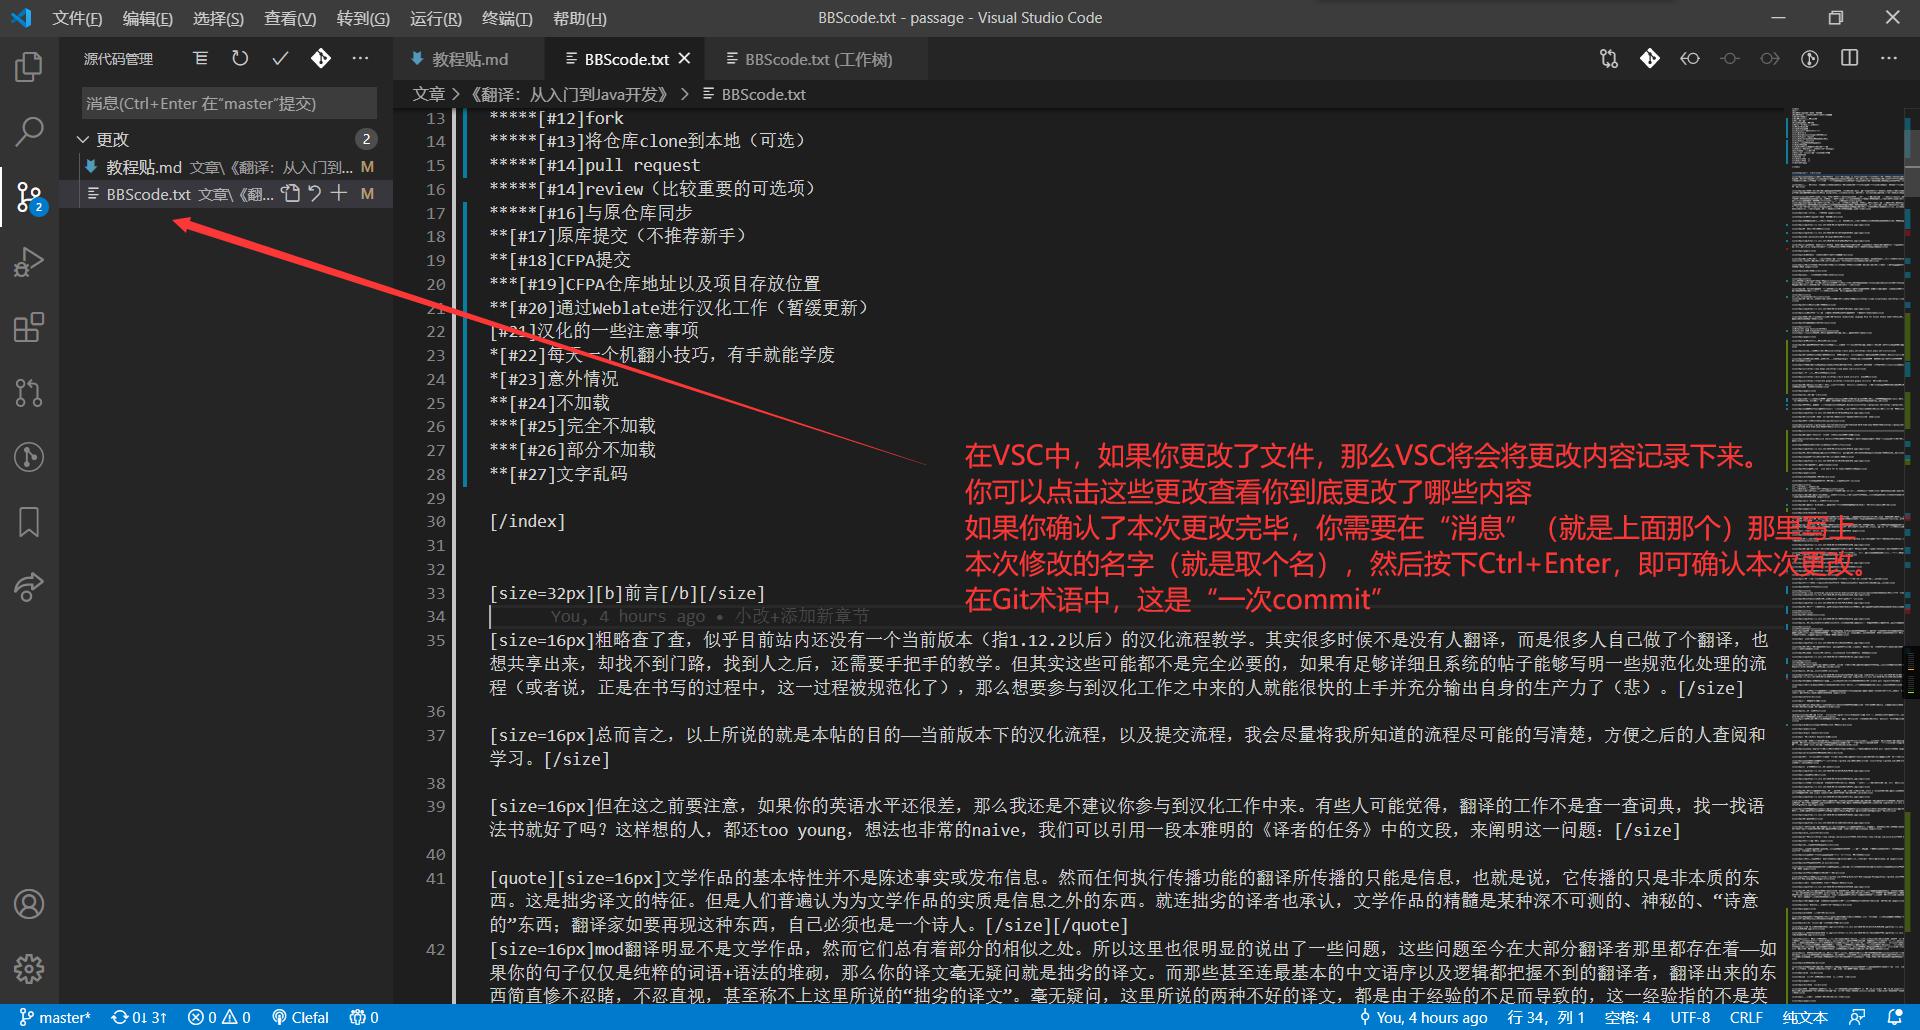 文件(F) 编辑(E) 选择(S) 查看(V) 转到(G) 运行(R) 终端(T) 帮助(H) BBScode.txt - passage - Visual Studio Code
源代码管理
教程贴.md BBScode.txt BBScode.txt (工作树)
消息(Ctrl+Enter 在“master”提交)
文章 > 《翻译：从入门到Java开发》 > BBScode.txt
更改 2
教程贴.md 文章\《翻译：从入门到... M
BBScode.txt 文章\《翻... M
2
13 *****[#12]fork
14 *****[#13]将仓库clone到本地（可选）
15 *****[#14]pull request
16 *****[#14]review（比较重要的可选项）
17 *****[#16]与原仓库同步
18 **[#17]原库提交（不推荐新手）
19 **[#18]CFPA提交
20 ***[#19]CFPA仓库地址以及项目存放位置
21 **[#20]通过Weblate进行汉化工作（暂缓更新）
22 [#21]汉化的一些注意事项
23 *[#22]每天一个机翻小技巧，有手就能学废
24 *[#23]意外情况
25 **[#24]不加载
26 ***[#25]完全不加载
27 ***[#26]部分不加载
28 **[#27]文字乱码
29
30 [/index]
31
32
33 [size=32px][b]前言[/b][/size]
34 You, 4 hours ago • 小改+添加新章节
在VSC中，如果你更改了文件，那么VSC将会将更改内容记录下来。
你可以点击这些更改查看你到底更改了哪些内容
如果你确认了本次更改完毕，你需要在“消息”（就是上面那个）那里写上
本次修改的名字（就是取个名），然后按下Ctrl+Enter，即可确认本次更改。
在Git术语中，这是“一次commit”
35 [size=16px]粗略查了查，似乎目前站内还没有一个当前版本（指1.12.2以后）的汉化流程教学。其实很多时候不是没有人翻译，而是很多人自己做了个翻译，也
想共享出来，却找不到门路，找到人之后，还需要手把手的教学。但其实这些可能都不是完全必要的，如果有足够详细且系统的帖子能够写明一些规范化处理的流
程（或者说，正是在书写的过程中，这一过程被规范化了），那么想要参与到汉化工作之中来的人就能很快的上手并充分输出自身的生产力了（悲）。[/size]
36
37 [size=16px]总而言之，以上所说的就是本帖的目的——当前版本下的汉化流程，以及提交流程，我会尽量将我所知道的流程尽可能的写清楚，方便之后的人查阅和
学习。[/size]
38
39 [size=16px]但在这之前要注意，如果你的英语水平还很差，那么我还是不建议你参与到汉化工作中来。有些人可能觉得，翻译的工作不是查一查词典，找一找语
法书就好了吗？这样想的人，都还too young，想法也非常的naive，我们可以引用一段本雅明的《译者的任务》中的文段，来阐明这一问题：[/size]
40
41 [quote][size=16px]文学作品的基本特性并不是陈述事实或发布信息。然而任何执行传播功能的翻译所传播的只能是信息，也就是说，它传播的只是非本质的东
西。这是拙劣译文的特征。但是人们普遍认为为文学作品的实质是信息之外的东西。就连拙劣的译者也承认，文学作品的精髓是某种深不可测的、神秘的、“诗意
的”东西；翻译家如要再现这种东西，自己必须也是一个诗人。[/size][/quote]
42 [size=16px]mod翻译明显不是文学作品，然而它们总有着部分的相似之处。所以这里也很明显的说出了一些问题，这些问题至今在大部分翻译者那里都存在着——如
果你的句子仅仅是纯粹的词语+语法的堆砌，那么你的译文毫无疑问就是拙劣的译文。而那些甚至连最基本的中文语序以及逻辑都把握不到的翻译者，翻译出来的东
西简直惨不忍睹，不忍直视，甚至称不上这里所说的“拙劣的译文”。毫无疑问，这里所说的两种不好的译文，都是由于经验的不足而导致的，这一经验指的不是英
master* 0↓ 3↑ 0 0 Clefal 0 You, 4 hours ago 行 34，列 1 空格: 4 UTF-8 CRLF 纯文本